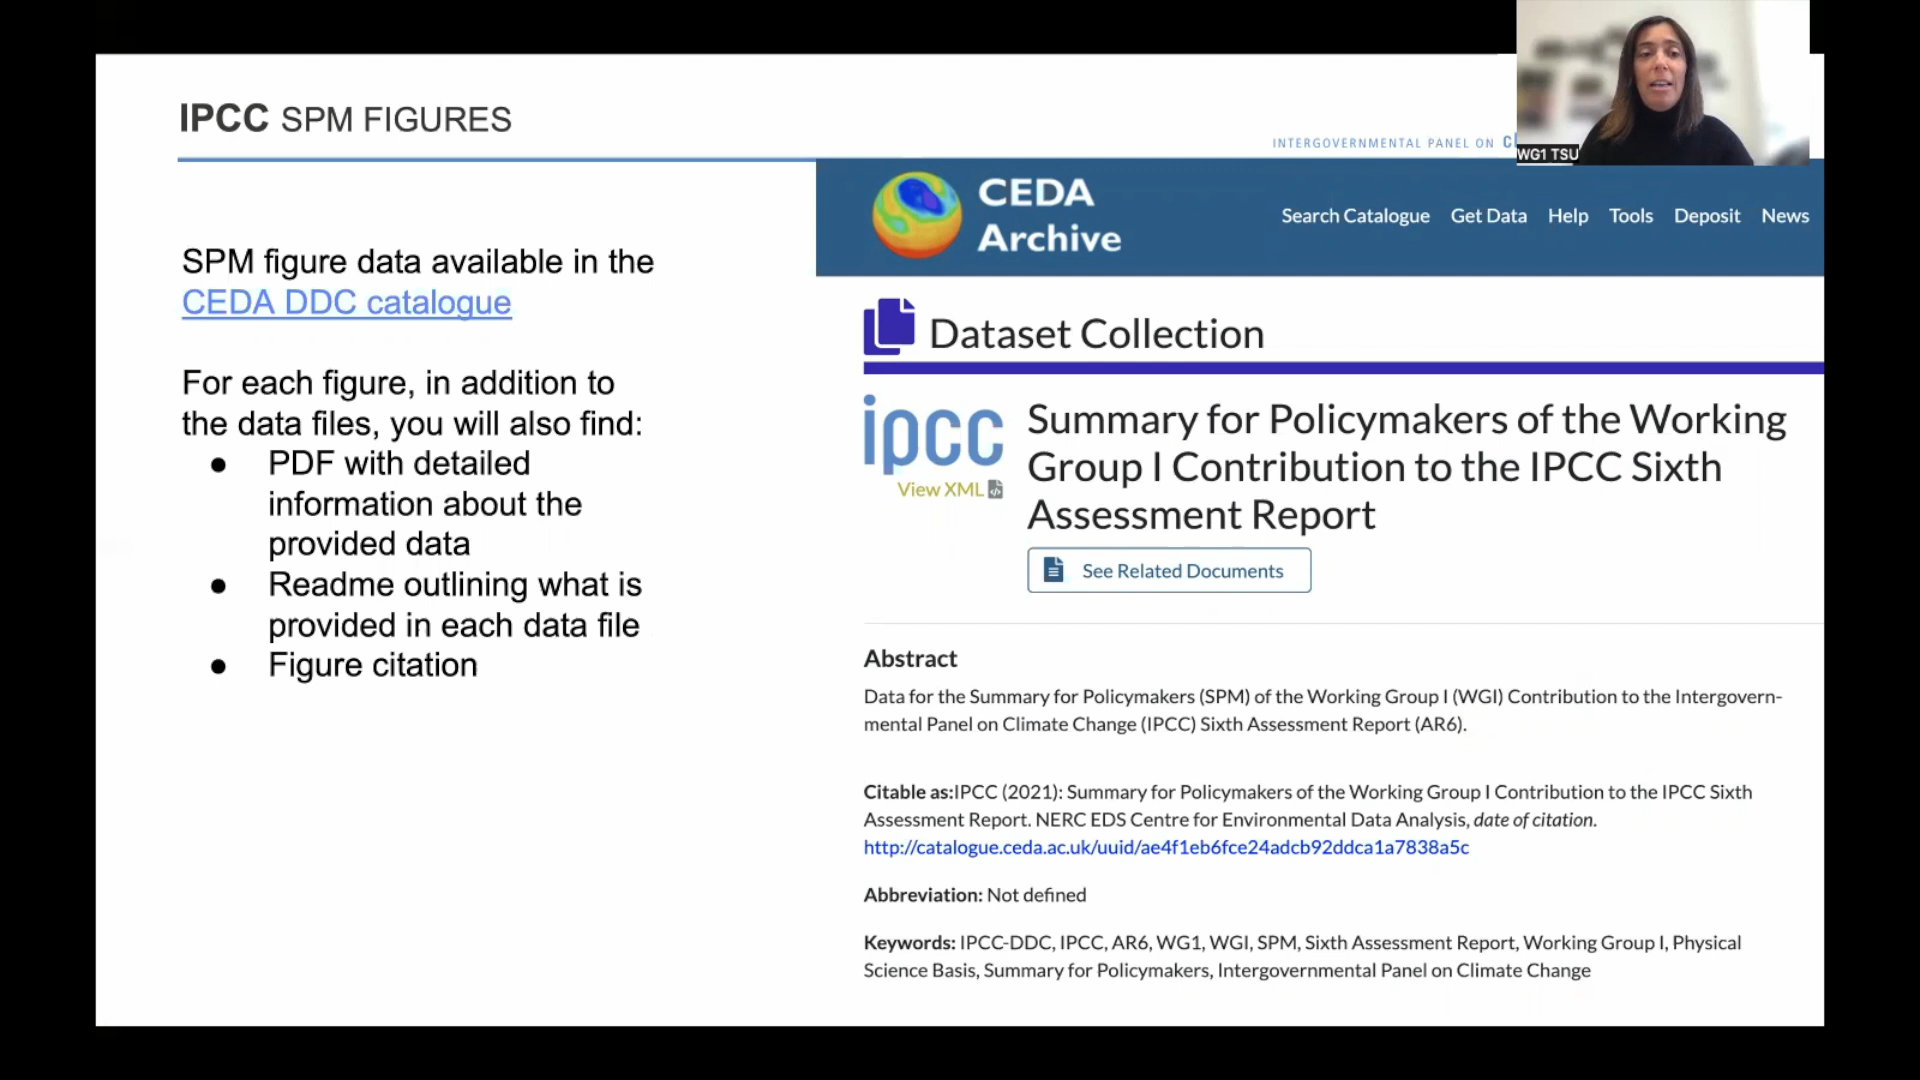 IPCC SPM FIGURES
INTERGOVERNMENTAL PANEL ON
WG1 TSU
SPM figure data available in the
CEDA DDC catalogue
For each figure, in addition to
the data files, you will also find:
● PDF with detailed
information about the
provided data
● Readme outlining what is
provided in each data file
● Figure citation
CEDA
Archive
Search Catalogue Get Data Help Tools Deposit News
Dataset Collection
ipcc
View XML
Summary for Policymakers of the Working
Group I Contribution to the IPCC Sixth
Assessment Report
See Related Documents
Abstract
Data for the Summary for Policymakers (SPM) of the Working Group I (WGI) Contribution to the Intergovern-
mental Panel on Climate Change (IPCC) Sixth Assessment Report (AR6).
Citable as:IPCC (2021): Summary for Policymakers of the Working Group I Contribution to the IPCC Sixth
Assessment Report. NERC EDS Centre for Environmental Data Analysis, date of citation.
http://catalogue.ceda.ac.uk/uuid/ae4f1eb6fce24adcb92ddca1a7838a5c
Abbreviation: Not defined
Keywords: IPCC-DDC, IPCC, AR6, WG1, WGI, SPM, Sixth Assessment Report, Working Group I, Physical
Science Basis, Summary for Policymakers, Intergovernmental Panel on Climate Change